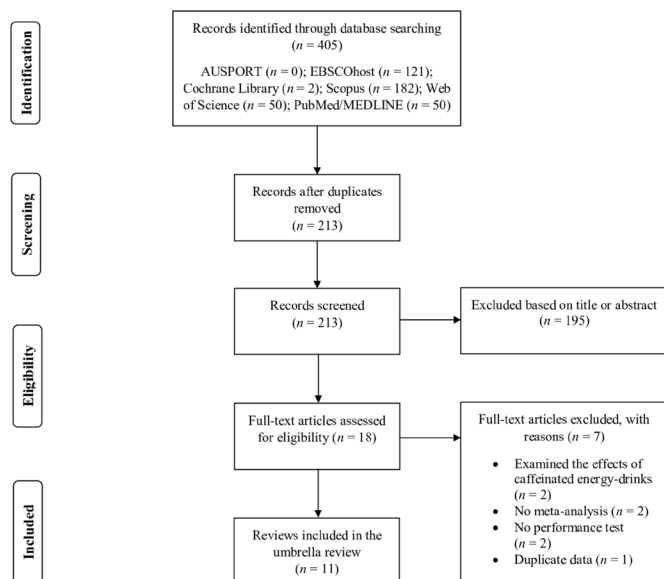 Identification
Records identified through database searching
(n = 405)
AUSPORT (n = 0); EBSCOhost (n = 121);
Cochrane Library (n = 2); Scopus (n = 182); Web
of Science (n = 50); PubMed/MEDLINE (n = 50)
Screening
Records after duplicates
removed
(n = 213)
Records screened
(n = 213)
Excluded based on title or abstract
(n = 195)
Eligibility
Full-text articles assessed
for eligibility (n = 18)
Full-text articles excluded, with
reasons (n = 7)
• Examined the effects of
caffeinated energy-drinks
(n = 2)
• No meta-analysis (n = 2)
• No performance test
(n = 2)
• Duplicate data (n = 1)
Included
Reviews included in the
umbrella review
(n = 11)